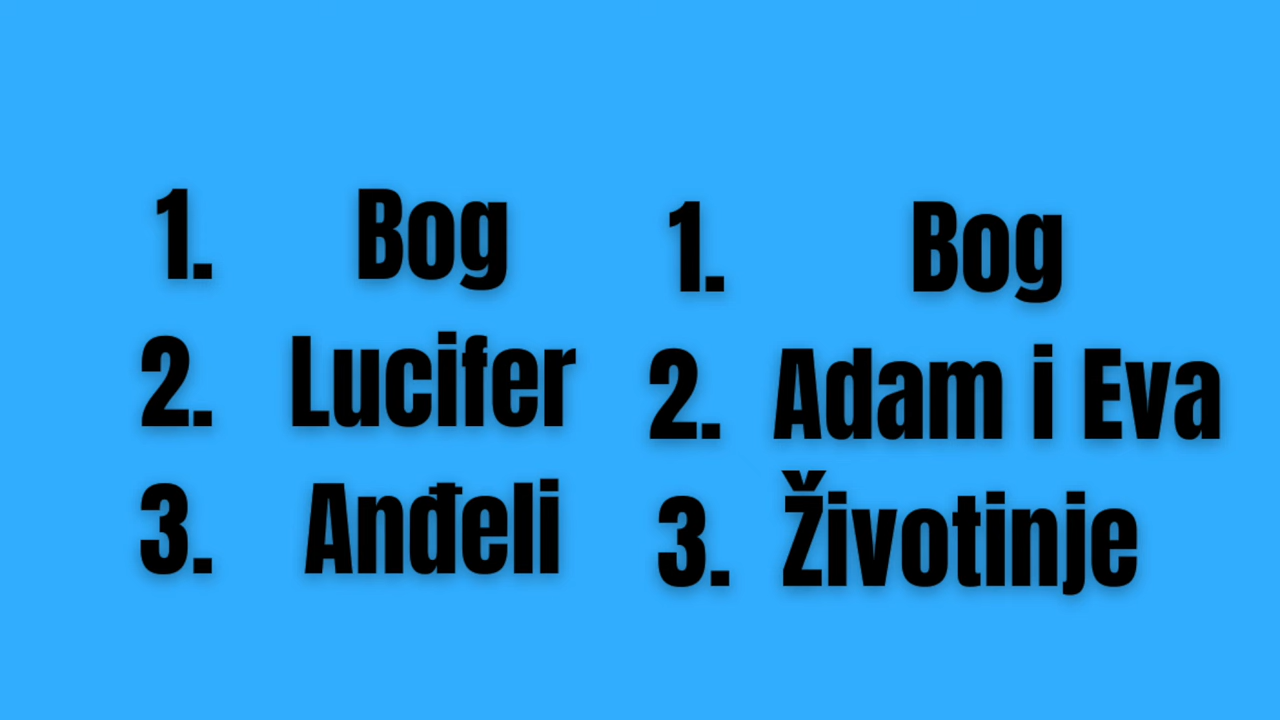 1. Bog
2. Lucifer
3. Anđeli
1. Bog
2. Adam i Eva
3. Životinje